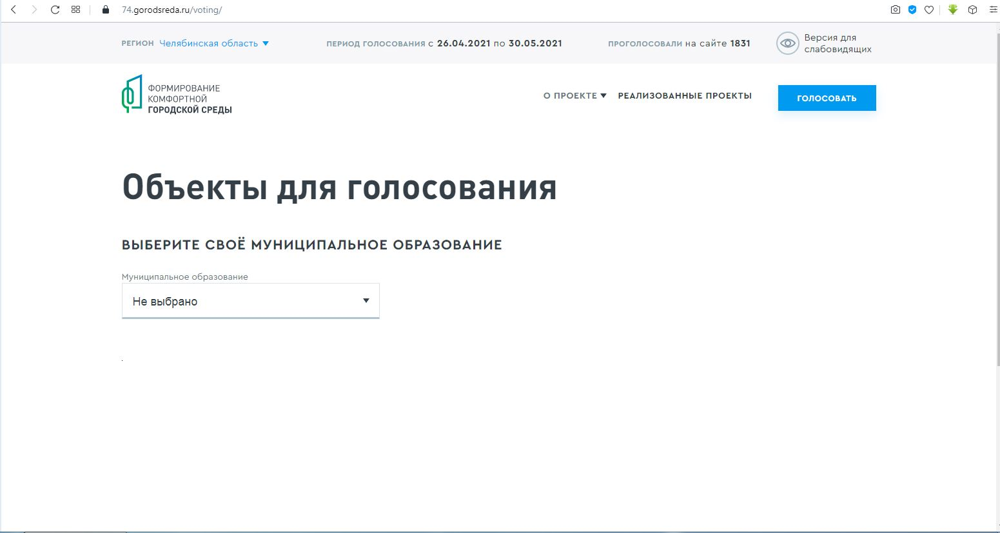 74.gorodsreda.ru/voting/
РЕГИОН Челябинская область
ПЕРИОД ГОЛОСОВАНИЯ с 26.04.2021 по 30.05.2021
ПРОГОЛОСОВАЛИ на сайте 1831
Версия для
слабовидящих
ФОРМИРОВАНИЕ
КОМФОРТНОЙ
ГОРОДСКОЙ СРЕДЫ
О ПРОЕКТЕ
РЕАЛИЗОВАННЫЕ ПРОЕКТЫ
ГОЛОСОВАТЬ
Объекты для голосования
ВЫБЕРИТЕ СВОЁ МУНИЦИПАЛЬНОЕ ОБРАЗОВАНИЕ
Муниципальное образование
Не выбрано